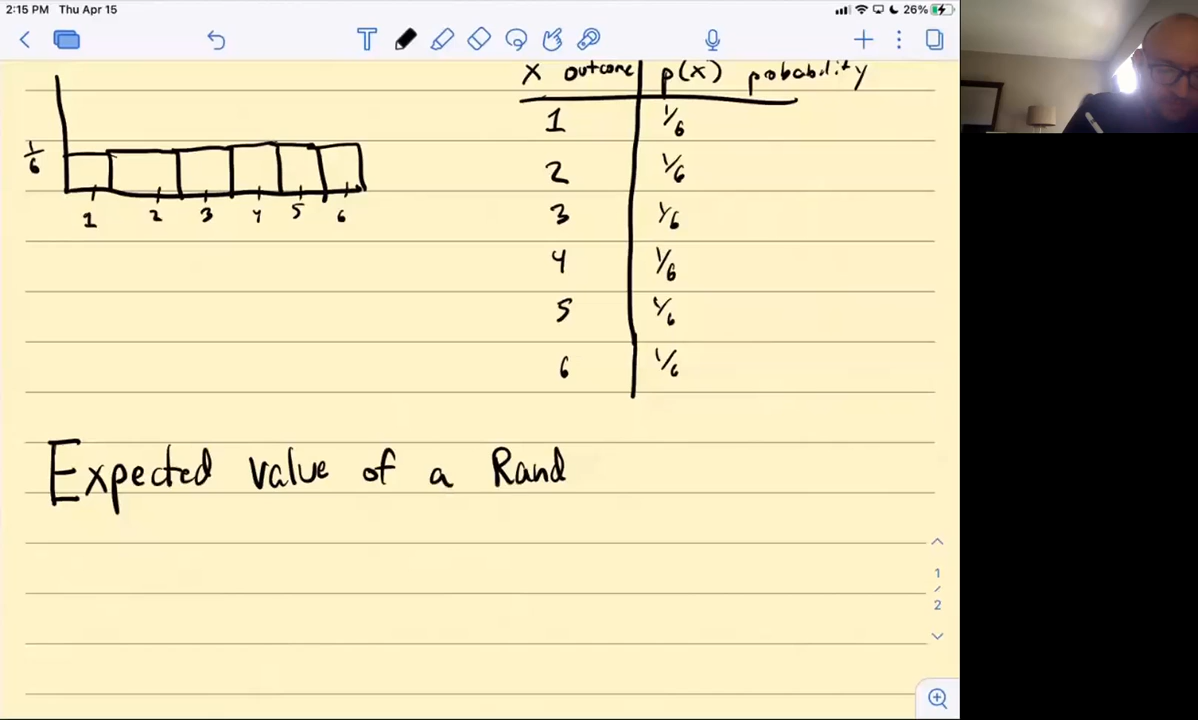 2:15 PM Thu Apr 15 26%
X outcome p(x) probability
1 1/6
2 1/6
3 1/6
4 1/6
5 1/6
6 1/6
1/6
1 2 3 4 5 6
Expected value of a Rand
1
/
2